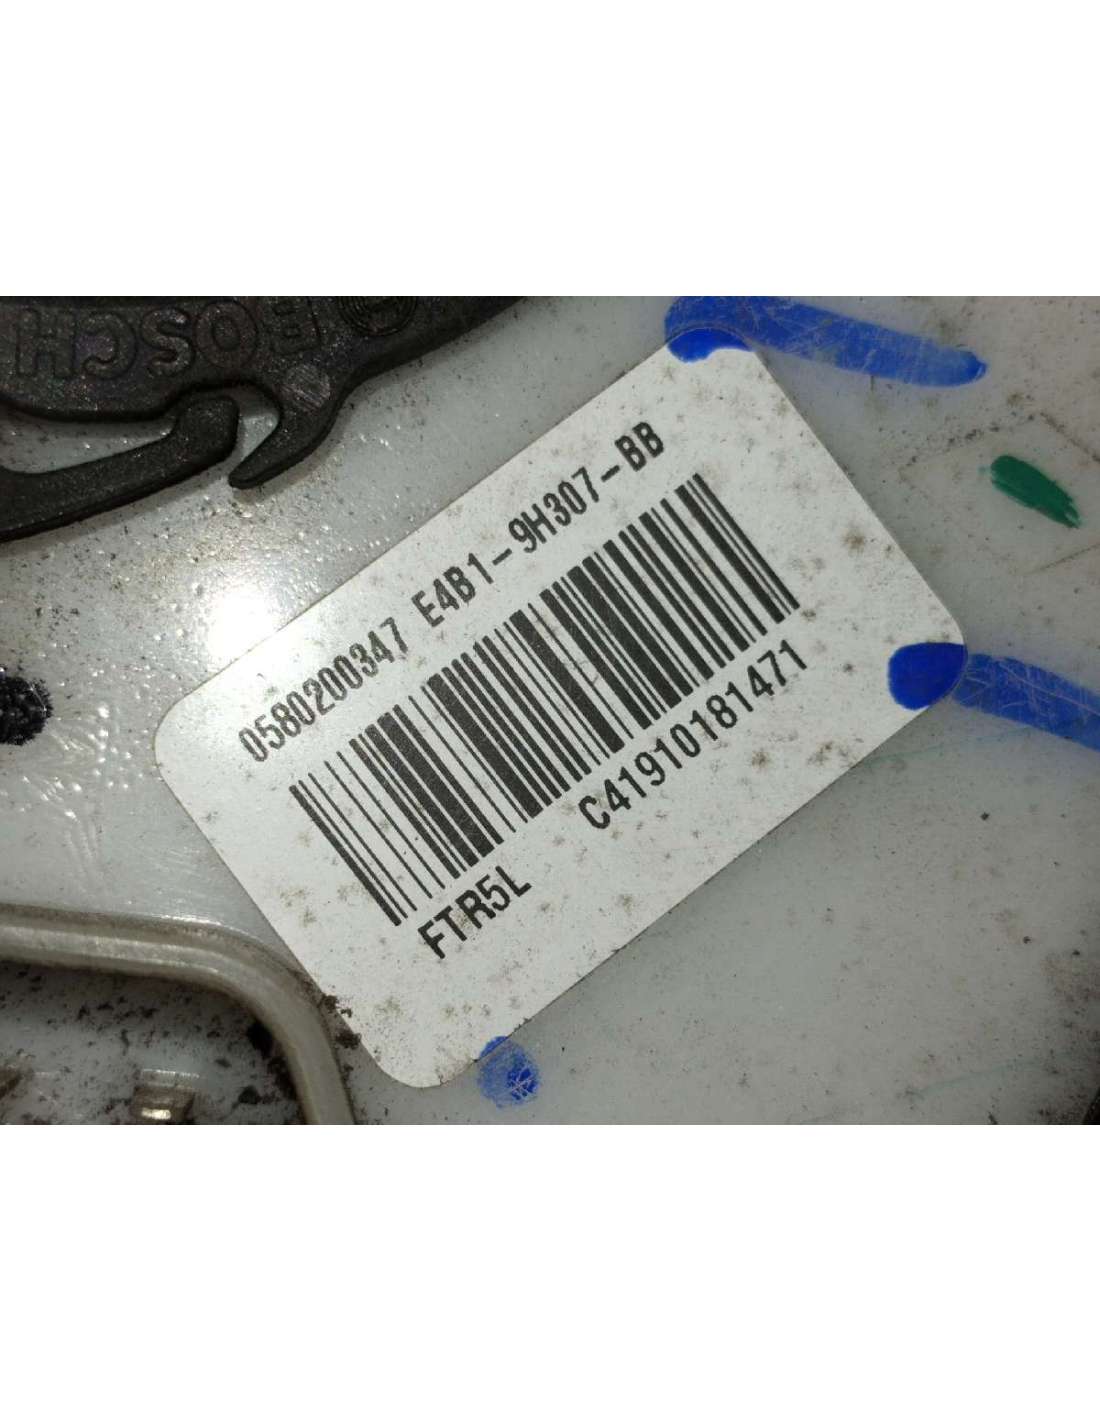 BOSCH
0580200347 E4B1-9H307-BB
C41910181471
FTR5L